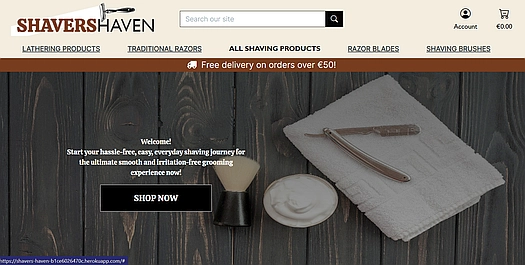 SHAVERSHAVEN
Search our site
Account
€0.00
LATHERING PRODUCTS
TRADITIONAL RAZORS
ALL SHAVING PRODUCTS
RAZOR BLADES
SHAVING BRUSHES
Free delivery on orders over €50!
Welcome!
Start your hassle-free, easy, everyday shaving journey for
the ultimate smooth and irritation-free grooming
experience now!
SHOP NOW
https://shavers-haven-b1ce6026470c.herokuapp.com/#